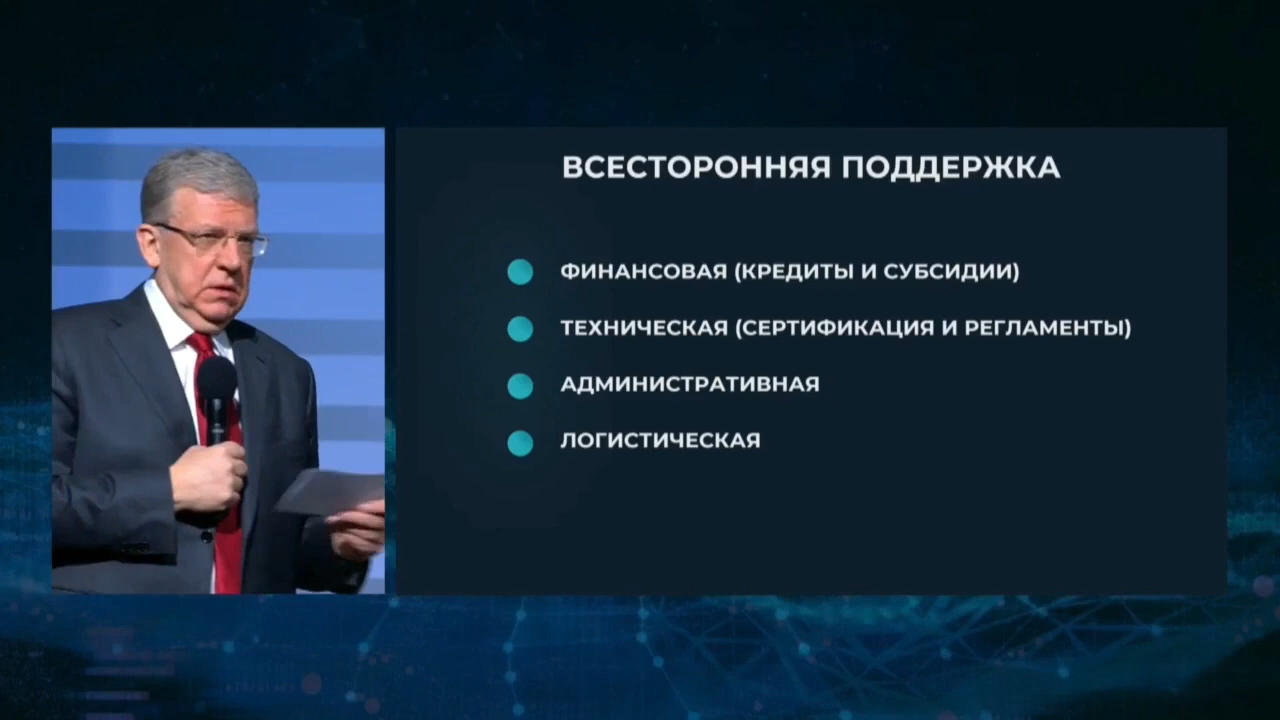 ВСЕСТОРОННЯЯ ПОДДЕРЖКА
ФИНАНСОВАЯ (КРЕДИТЫ И СУБСИДИИ)
ТЕХНИЧЕСКАЯ (СЕРТИФИКАЦИЯ И РЕГЛАМЕНТЫ)
АДМИНИСТРАТИВНАЯ
ЛОГИСТИЧЕСКАЯ